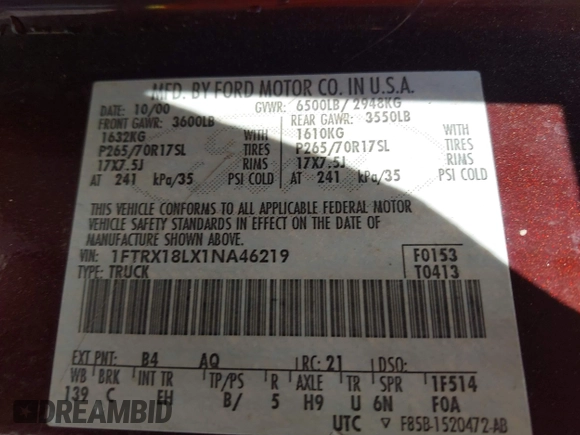 MFD. BY FORD MOTOR CO. IN U.S.A.
DATE: 10/00 GVWR: 6500LB/ 2948KG
FRONT GAWR: 3600LB REAR GAWR: 3550LB
1632KG WITH 1610KG WITH
P265/70R17SL TIRES P265/70R17SL TIRES
17X7.5J RIMS 17X7.5J RIMS
AT 241 kPa/35 PSI COLD AT 241 kPa/35 PSI COLD
THIS VEHICLE CONFORMS TO ALL APPLICABLE FEDERAL MOTOR
VEHICLE SAFETY STANDARDS IN EFFECT ON THE DATE OF
MANUFACTURE SHOWN ABOVE.
VIN: 1FTRX18LX1NA46219 F0153
TYPE: TRUCK T0413
EXT PNT: B4 AQ RC: 21 DSO:
WB BRK INT TR TP/PS R AXLE TR SPR 1F514
139 C EH B/ 5 H9 U 6N F0A
UTC ▽ F85B-1520472-AB
DREAMBID